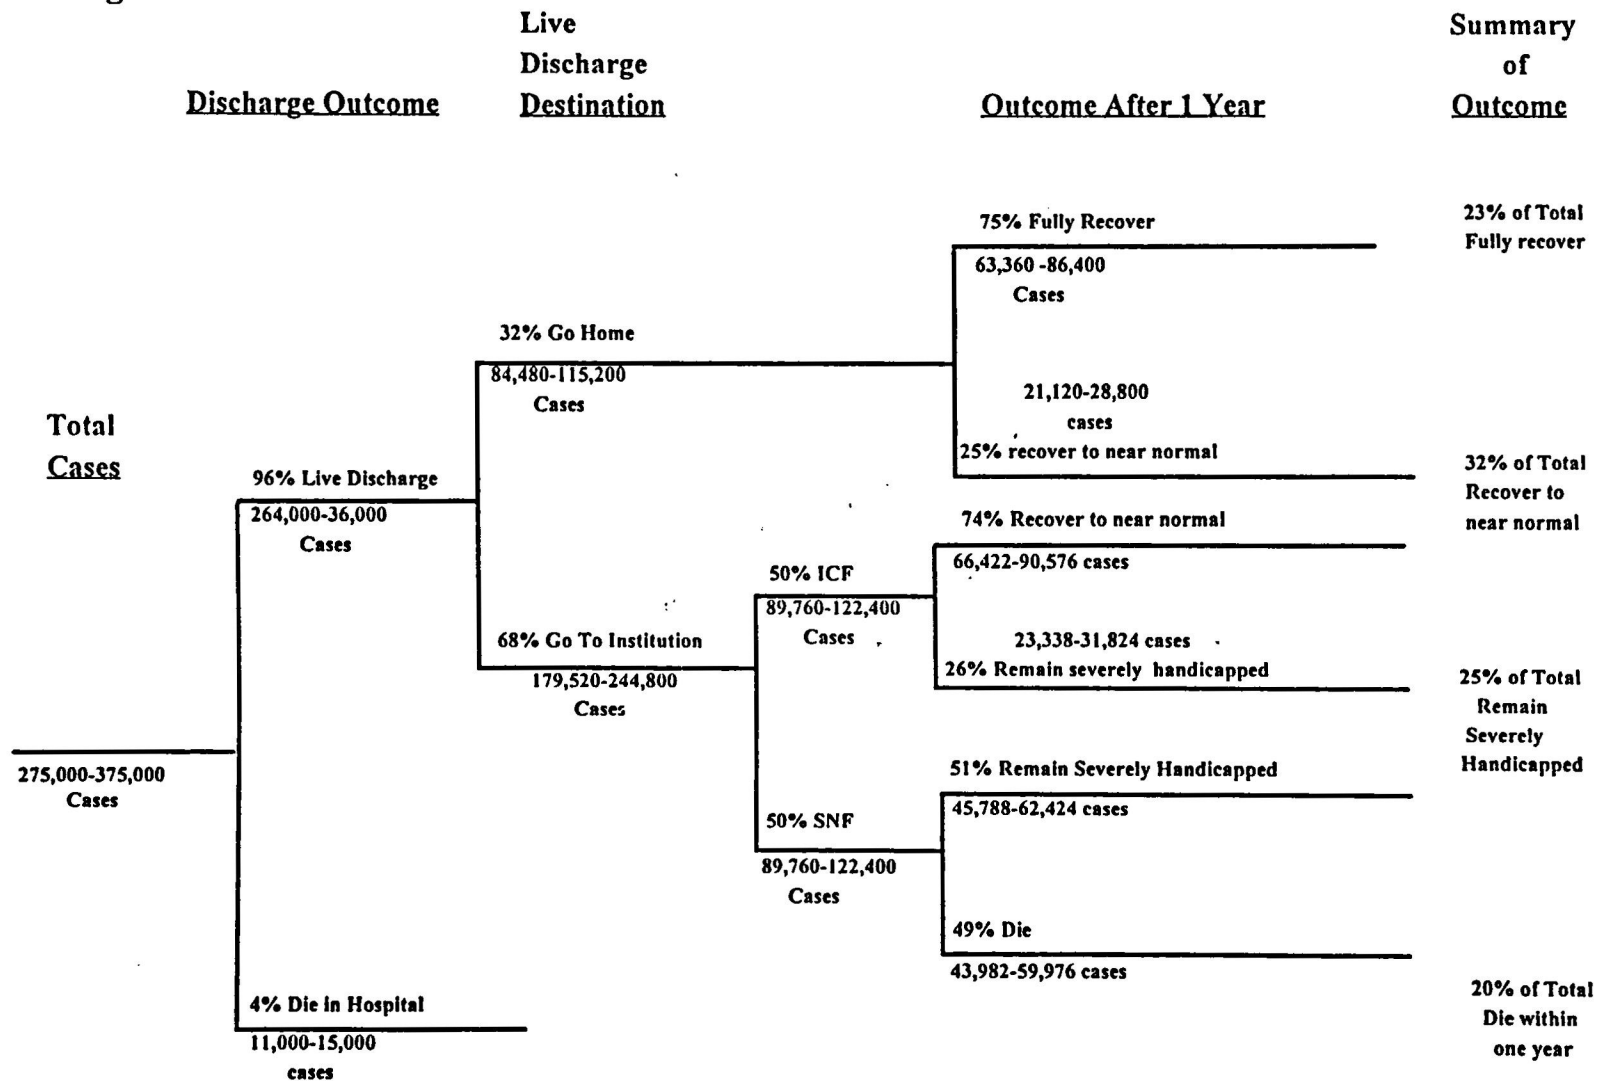 Live
Discharge
Destination
Summary
of
Outcome
Discharge Outcome
Outcome After 1 Year
75% Fully Recover
63,360 -86,400
Cases
23% of Total
Fully recover
32% Go Home
84,480-115,200
Cases
21,120-28,800
cases
25% recover to near normal
Total
Cases
96% Live Discharge
264,000-36,000
Cases
32% of Total
Recover to
near normal
74% Recover to near normal
66,422-90,576 cases
50% ICF
89,760-122,400
Cases
68% Go To Institution
179,520-244,800
Cases
23,338-31,824 cases
26% Remain severely handicapped
25% of Total
Remain
Severely
Handicapped
275,000-375,000
Cases
51% Remain Severely Handicapped
45,788-62,424 cases
50% SNF
89,760-122,400
Cases
49% Die
43,982-59,976 cases
4% Die in Hospital
11,000-15,000
cases
20% of Total
Die within
one year